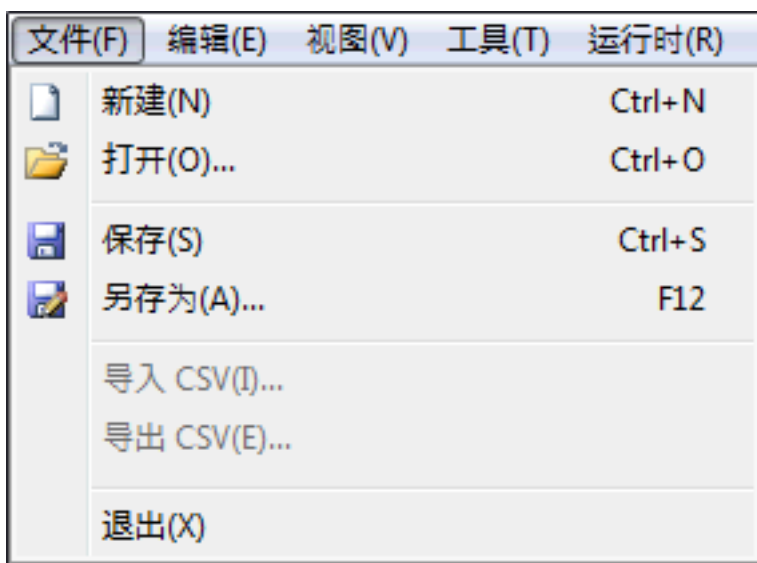 文件(F) 编辑(E) 视图(V) 工具(T) 运行时(R)
新建(N) Ctrl+N
打开(O)... Ctrl+O
保存(S) Ctrl+S
另存为(A)... F12
导入 CSV(I)...
导出 CSV(E)...
退出(X)